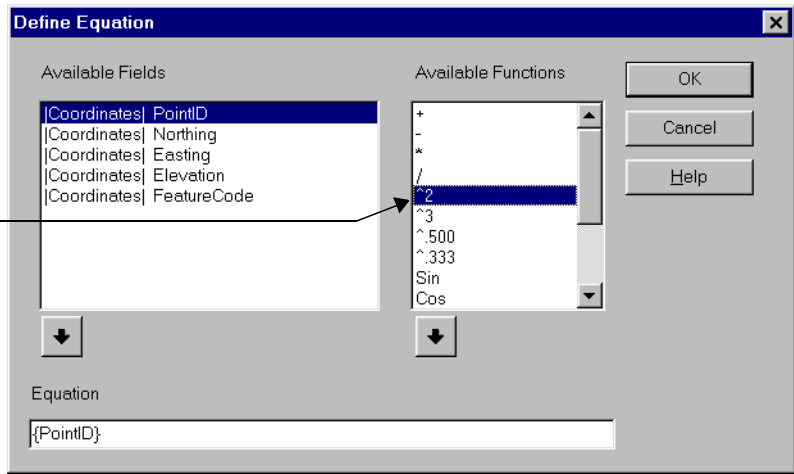 Define Equation
Available Fields
|Coordinates| PointID
|Coordinates| Northing
|Coordinates| Easting
|Coordinates| Elevation
|Coordinates| FeatureCode
Available Functions
+
-
*
/
^2
^3
^.500
^.333
Sin
Cos
OK
Cancel
Help
Equation
{PointID}